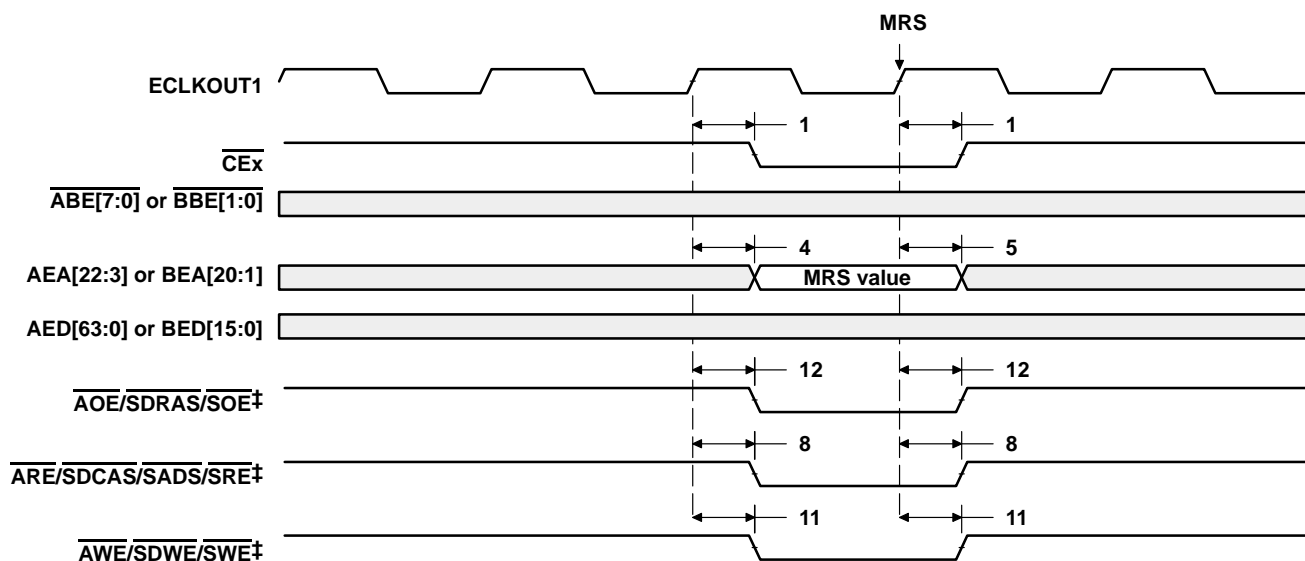 MRS
ECLKOUT1
1 1
CEx
ABE[7:0] or BBE[1:0]
4 5
AEA[22:3] or BEA[20:1] MRS value
AED[63:0] or BED[15:0]
12 12
AOE/SDRAS/SOE‡
8 8
ARE/SDCAS/SADS/SRE‡
11 11
AWE/SDWE/SWE‡